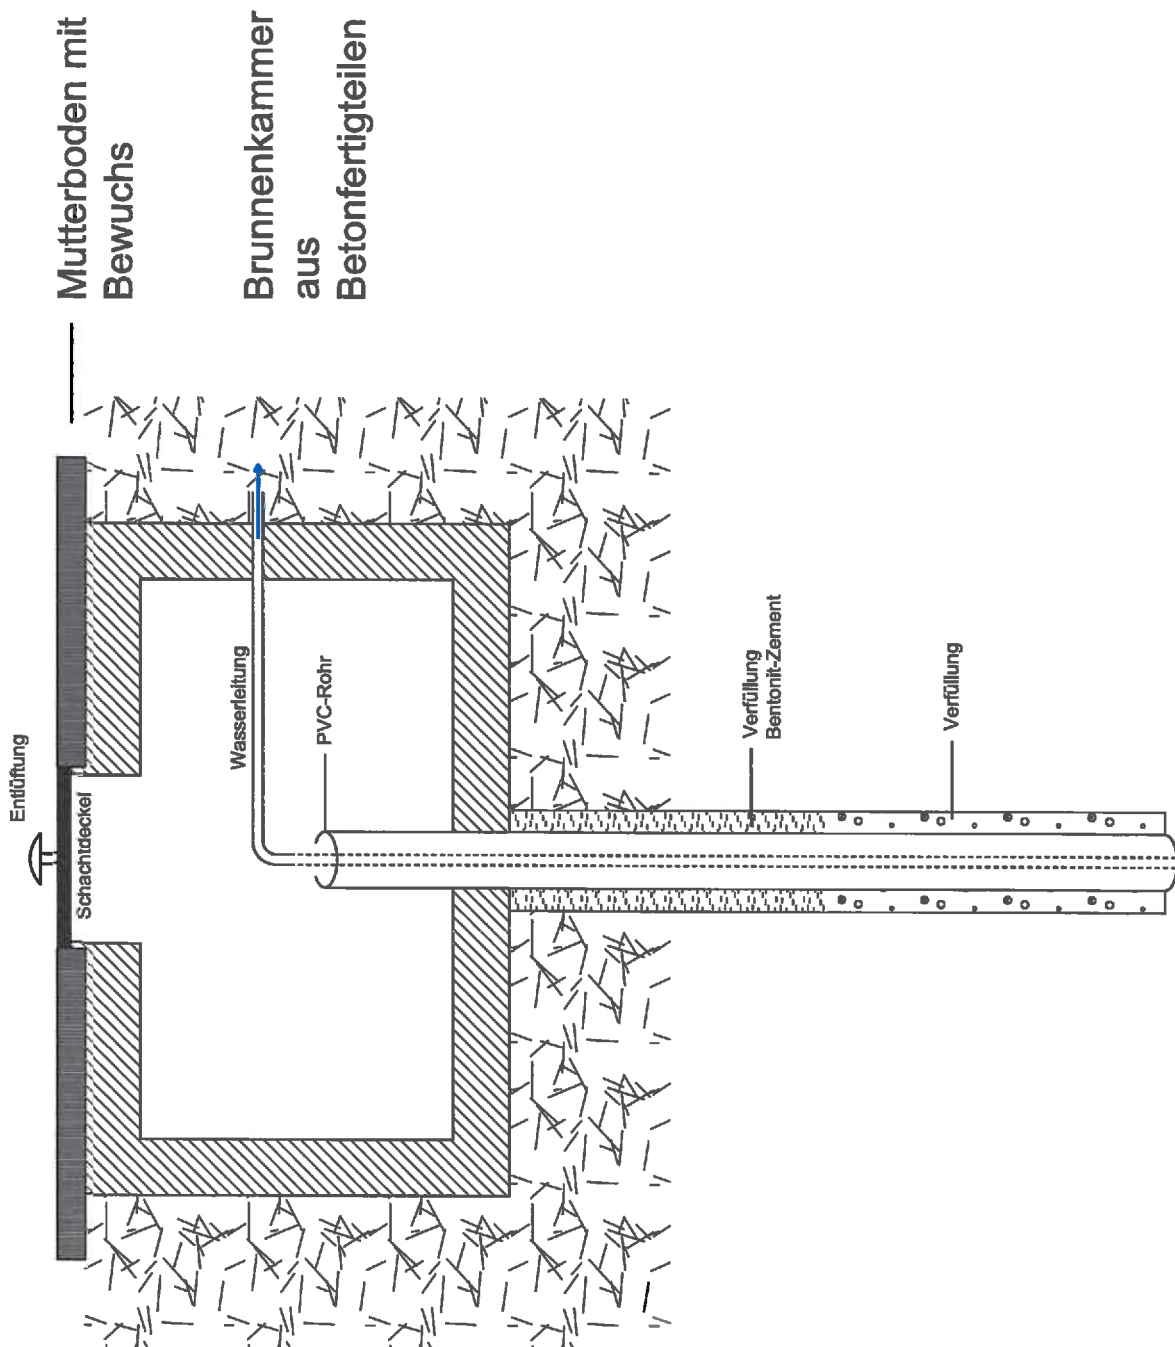 Mutterboden mit
Bewuchs
Brunnenkammer
aus
Betonfertigteilen
Entlüftung
Schachtdeckel
Wasserleitung
PVC-Rohr
Verfüllung
Bentonit-Zement
Verfüllung